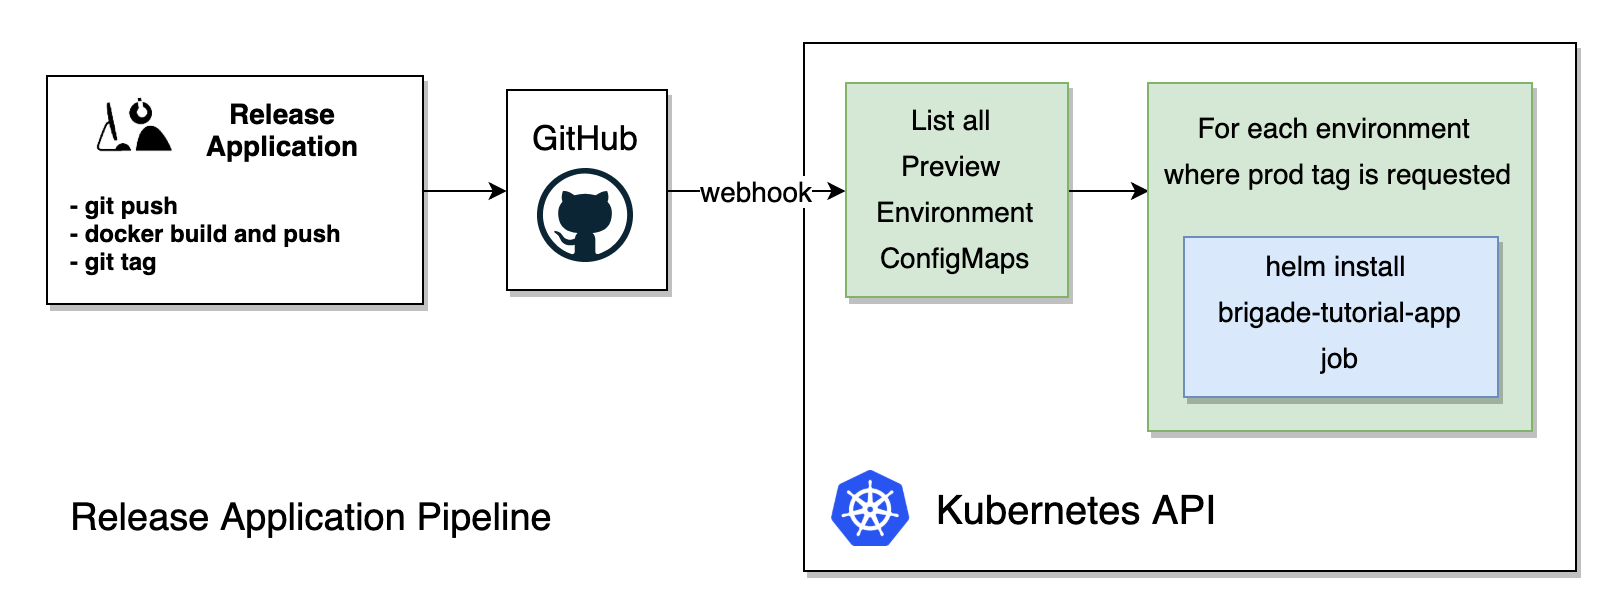 Release
Application
- git push
- docker build and push
- git tag
GitHub
webhook
List all
Preview
Environment
ConfigMaps
For each environment
where prod tag is requested
helm install
brigade-tutorial-app
job
Release Application Pipeline
Kubernetes API